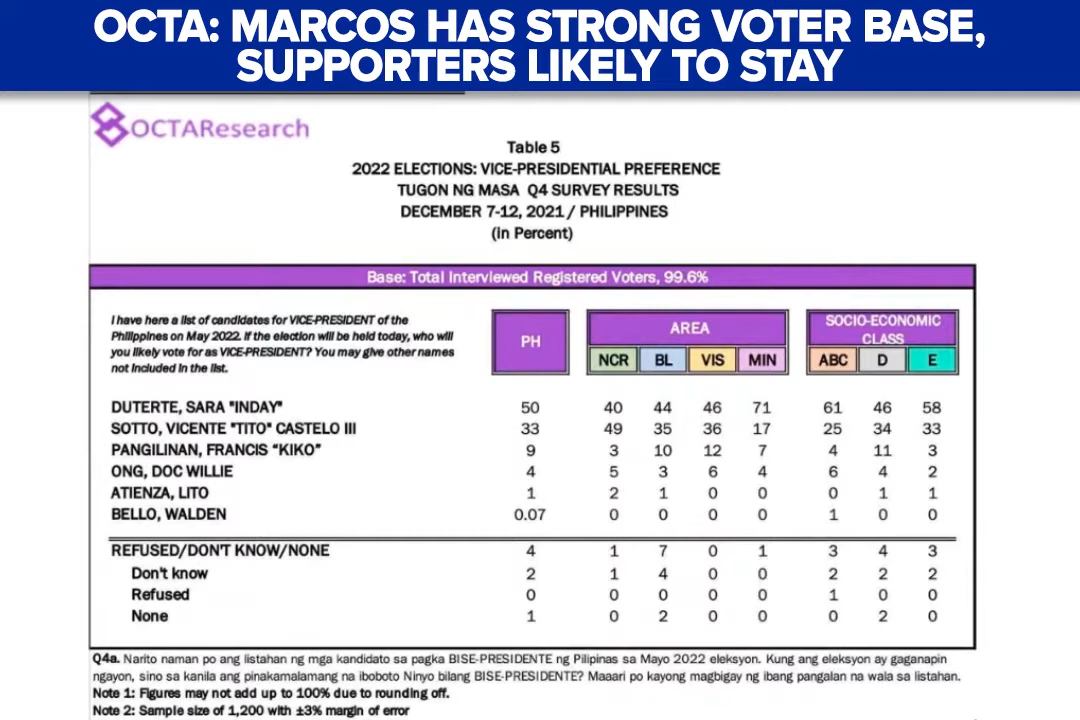 OCTA: MARCOS HAS STRONG VOTER BASE,
SUPPORTERS LIKELY TO STAY
OCTAResearch
Table 5
2022 ELECTIONS: VICE-PRESIDENTIAL PREFERENCE
TUGON NG MASA Q4 SURVEY RESULTS
DECEMBER 7-12, 2021 / PHILIPPINES
(In Percent)
Base: Total Interviewed Registered Voters, 99.6%
I have here a list of candidates for VICE-PRESIDENT of the
Philippines on May 2022. If the election will be held today, who will
you likely vote for as VICE-PRESIDENT? You may give other names
not included in the list.
PH AREA SOCIO-ECONOMIC CLASS
NCR BL VIS MIN ABC D E
DUTERTE, SARA "INDAY" 50 40 44 46 71 61 46 58
SOTTO, VICENTE "TITO" CASTELO III 33 49 35 36 17 25 34 33
PANGILINAN, FRANCIS “KIKO” 9 3 10 12 7 4 11 3
ONG, DOC WILLIE 4 5 3 6 4 6 4 2
ATIENZA, LITO 1 2 1 0 0 0 1 1
BELLO, WALDEN 0.07 0 0 0 0 1 0 0
REFUSED/DON'T KNOW/NONE 4 1 7 0 1 3 4 3
Don't know 2 1 4 0 0 2 2 2
Refused 0 0 0 0 0 1 0 0
None 1 0 2 0 0 0 2 0
Q4a. Narito naman po ang listahan ng mga kandidato sa pagka BISE-PRESIDENTE ng Pilipinas sa Mayo 2022 eleksyon. Kung ang eleksyon ay gaganapin
ngayon, sino sa kanila ang pinakamalamang na iboboto Ninyo bilang BISE-PRESIDENTE? Maaari po kayong magbigay ng ibang pangalan na wala sa listahan.
Note 1: Figures may not add up to 100% due to rounding off.
Note 2: Sample size of 1,200 with ±3% margin of error